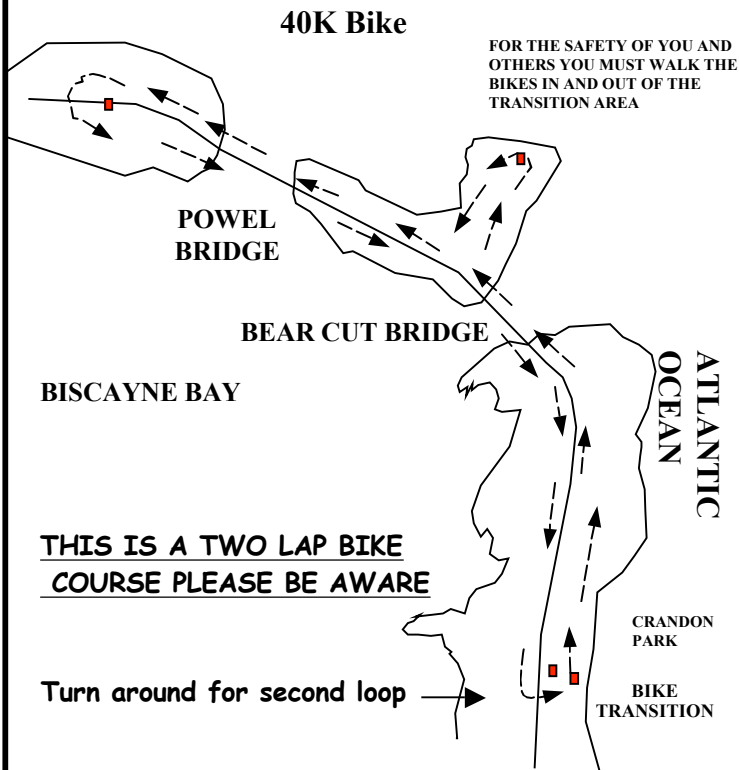 40K Bike
FOR THE SAFETY OF YOU AND
OTHERS YOU MUST WALK THE
BIKES IN AND OUT OF THE
TRANSITION AREA
POWEL
BRIDGE
BEAR CUT BRIDGE
BISCAYNE BAY
ATLANTIC
OCEAN
THIS IS A TWO LAP BIKE
COURSE PLEASE BE AWARE
CRANDON
PARK
Turn around for second loop
BIKE
TRANSITION